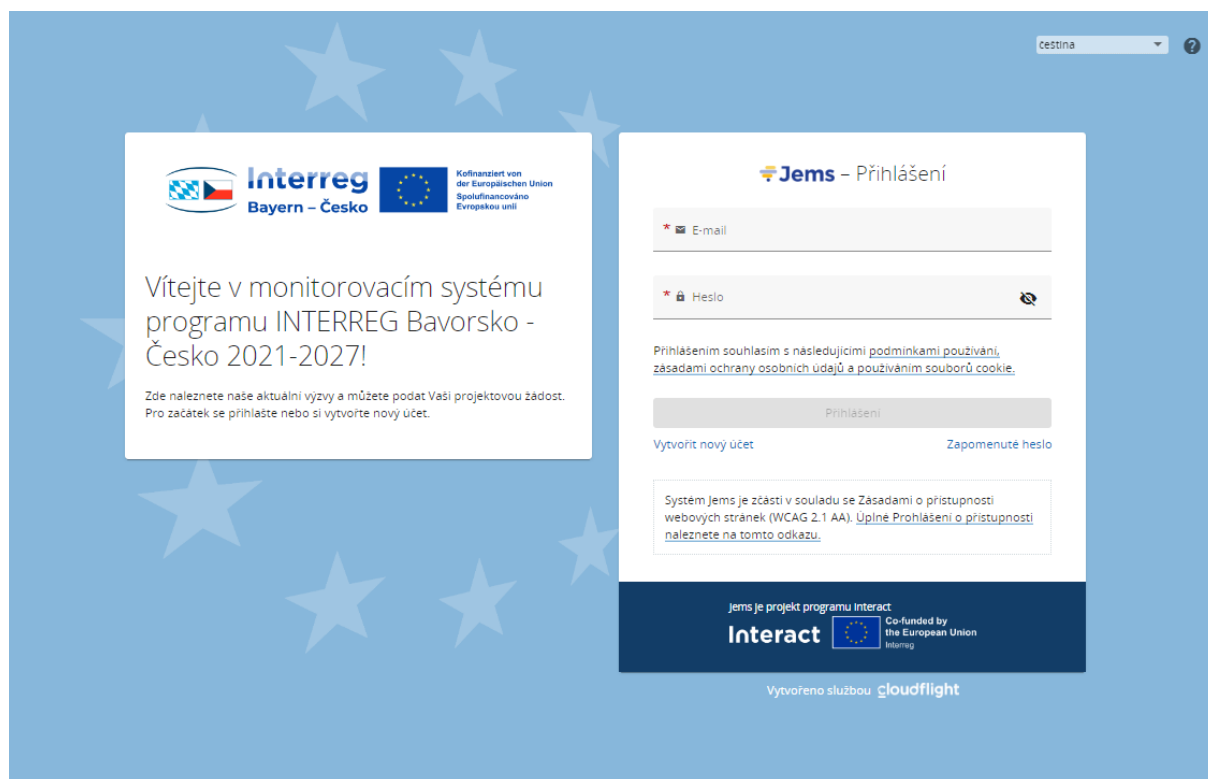 čeština
Interreg
Bayern – Česko
Kofinanziert von
der Europäischen Union
Spolufinancováno
Evropskou unií
Vítejte v monitorovacím systému
programu INTERREG Bavorsko -
Česko 2021-2027!
Zde naleznete naše aktuální výzvy a můžete podat Vaši projektovou žádost.
Pro začátek se přihlašte nebo si vytvořte nový účet.
Jems – Přihlášení
* E-mail
* Heslo
Přihlášením souhlasím s následujícími podmínkami používání,
zásadami ochrany osobních údajů a používáním souborů cookie.
Přihlášení
Vytvořit nový účet
Zapomenuté heslo
Systém Jems je zčásti v souladu se Zásadami o přístupnosti
webových stránek (WCAG 2.1 AA). Úplné Prohlášení o přístupnosti
naleznete na tomto odkazu.
Jems je projekt programu Interact
Interact
Co-funded by
the European Union
Interreg
Vytvořeno službou cloudflight